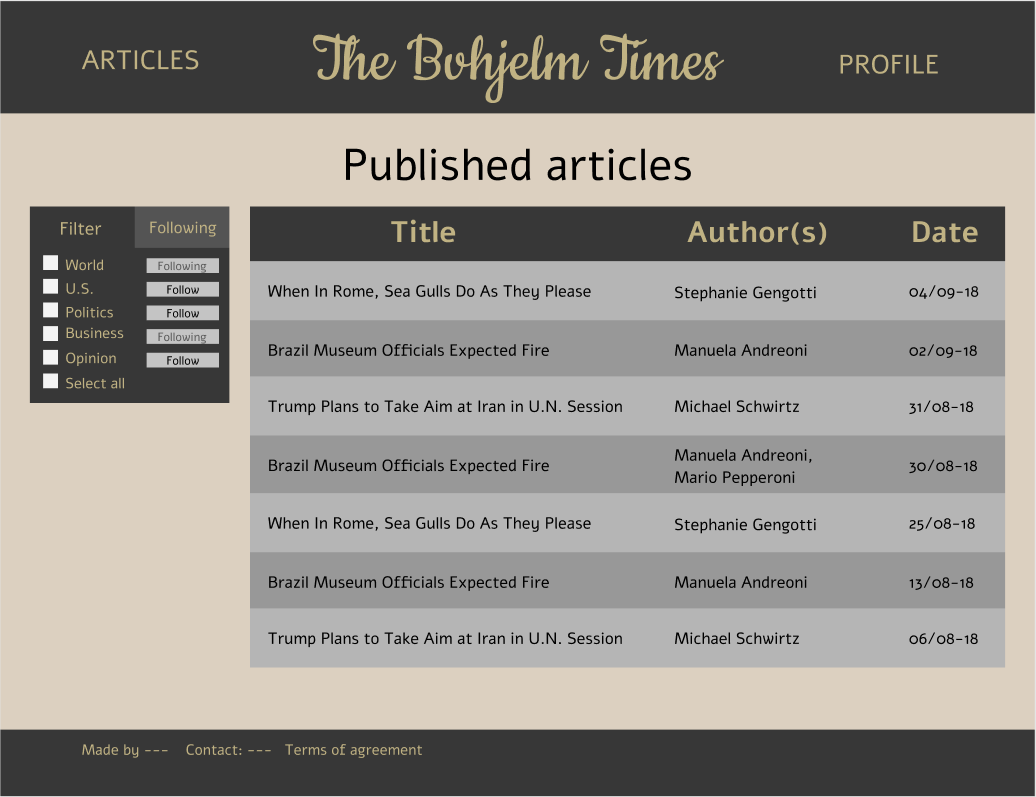 ARTICLES The Bohjelm Times PROFILE
Published articles
Filter Following
World Following
U.S. Follow
Politics Follow
Business Following
Opinion Follow
Select all
Title Author(s) Date
When In Rome, Sea Gulls Do As They Please Stephanie Gengotti 04/09-18
Brazil Museum Officials Expected Fire Manuela Andreoni 02/09-18
Trump Plans to Take Aim at Iran in U.N. Session Michael Schwirtz 31/08-18
Brazil Museum Officials Expected Fire Manuela Andreoni, 30/08-18
Mario Pepperoni
When In Rome, Sea Gulls Do As They Please Stephanie Gengotti 25/08-18
Brazil Museum Officials Expected Fire Manuela Andreoni 13/08-18
Trump Plans to Take Aim at Iran in U.N. Session Michael Schwirtz 06/08-18
Made by --- Contact: --- Terms of agreement